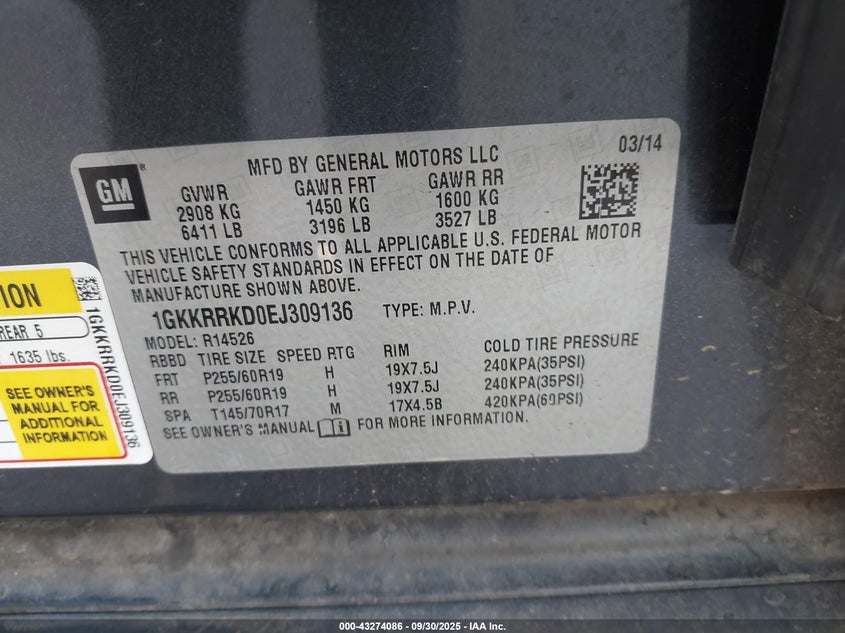 GM
MFD BY GENERAL MOTORS LLC
03/14
GVWR GAWR FRT GAWR RR
2908 KG 1450 KG 1600 KG
6411 LB 3196 LB 3527 LB
THIS VEHICLE CONFORMS TO ALL APPLICABLE U.S. FEDERAL MOTOR
VEHICLE SAFETY STANDARDS IN EFFECT ON THE DATE OF
MANUFACTURE SHOWN ABOVE.
1GKKRRKD0EJ309136 TYPE: M.P.V.
MODEL: R14526
RBBD TIRE SIZE SPEED RTG RIM COLD TIRE PRESSURE
FRT P255/60R19 H 19X7.5J 240KPA(35PSI)
RR P255/60R19 H 19X7.5J 240KPA(35PSI)
SPA T145/70R17 M 17X4.5B 420KPA(60PSI)
SEE OWNER'S MANUAL FOR MORE INFORMATION.
ION
REAR 5
1635 lbs.
SEE OWNER'S
MANUAL FOR
ADDITIONAL
INFORMATION
1GKKRRKD0EJ309136
000-43274086 - 09/30/2025 - IAA Inc.